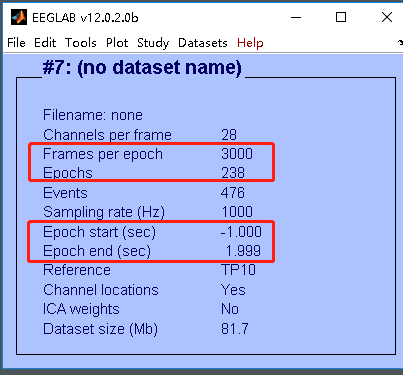 EEGLAB v12.0.2.0b
File Edit Tools Plot Study Datasets Help
#7: (no dataset name)
Filename: none
Channels per frame 28
Frames per epoch 3000
Epochs 238
Events 476
Sampling rate (Hz) 1000
Epoch start (sec) -1.000
Epoch end (sec) 1.999
Reference TP10
Channel locations Yes
ICA weights No
Dataset size (Mb) 81.7